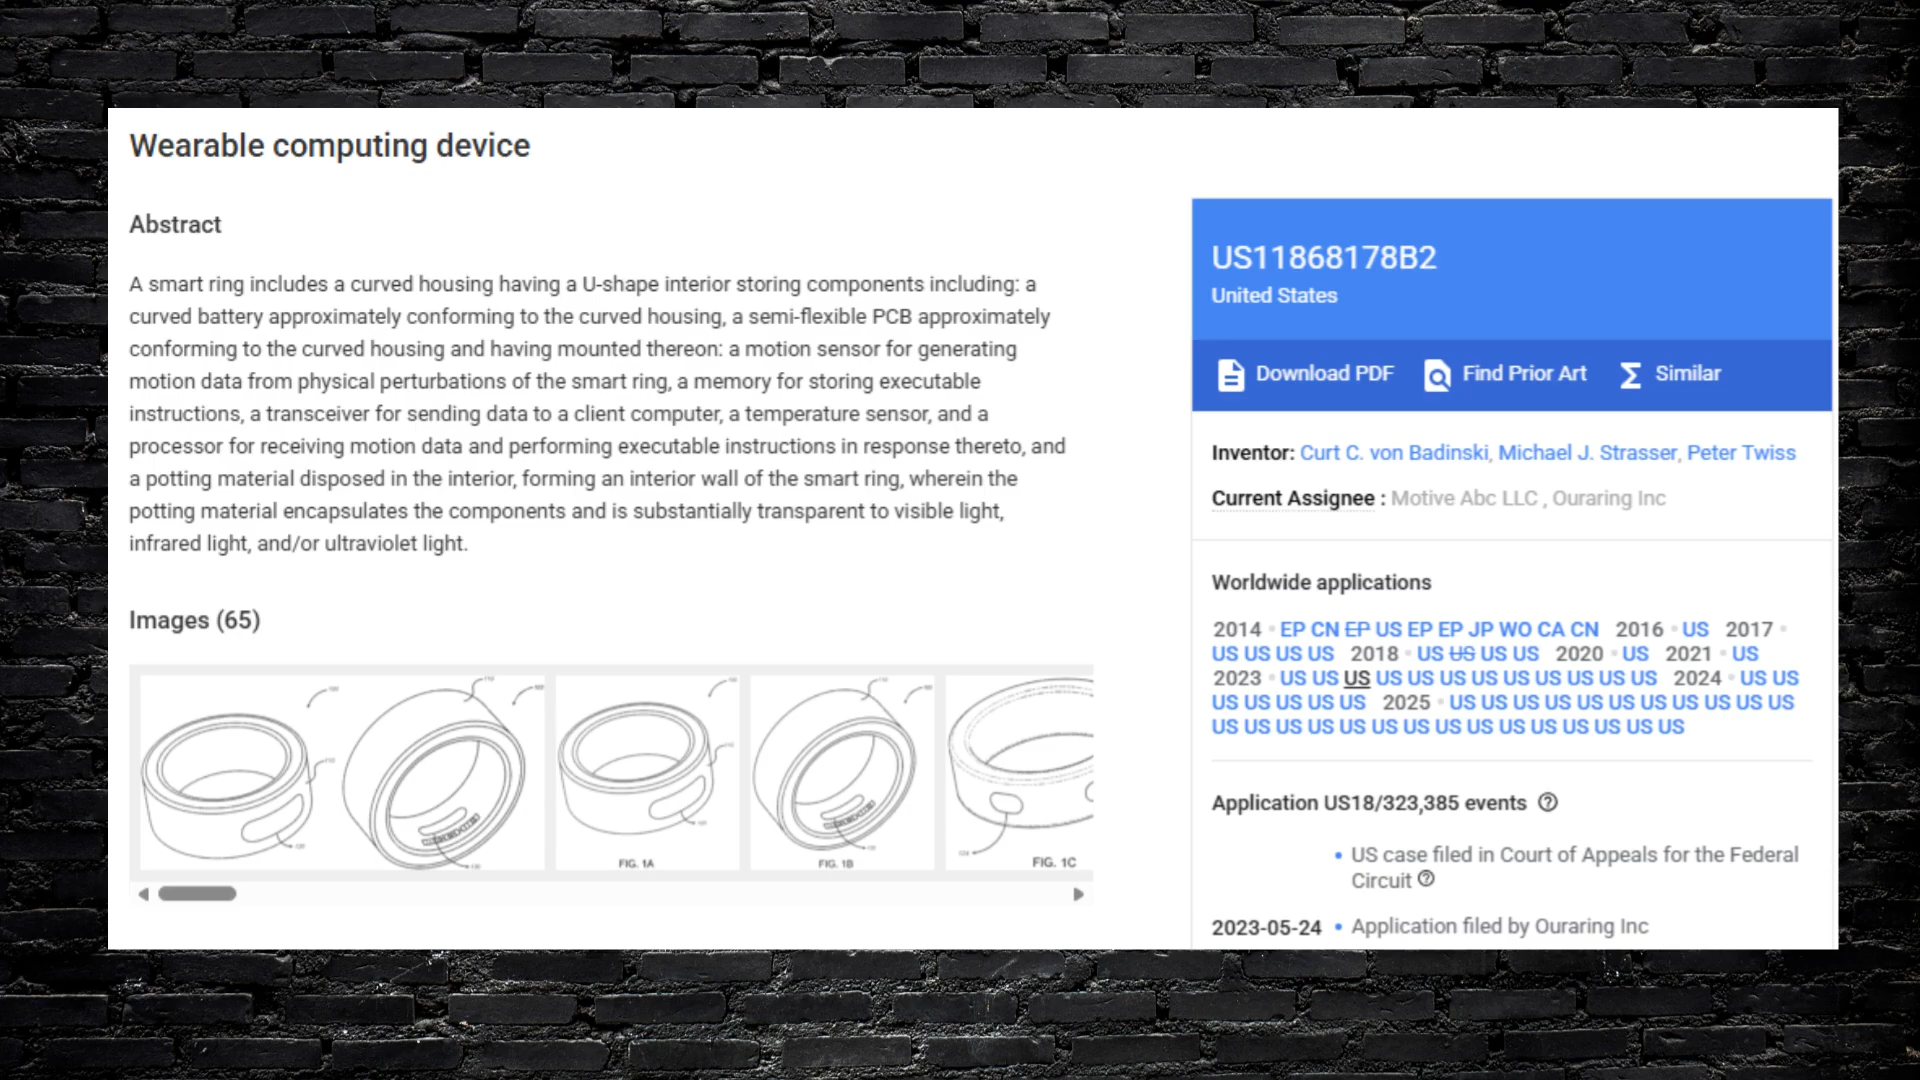 Wearable computing device
Abstract
A smart ring includes a curved housing having a U-shape interior storing components including: a
curved battery approximately conforming to the curved housing, a semi-flexible PCB approximately
conforming to the curved housing and having mounted thereon: a motion sensor for generating
motion data from physical perturbations of the smart ring, a memory for storing executable
instructions, a transceiver for sending data to a client computer, a temperature sensor, and a
processor for receiving motion data and performing executable instructions in response thereto, and
a potting material disposed in the interior, forming an interior wall of the smart ring, wherein the
potting material encapsulates the components and is substantially transparent to visible light,
infrared light, and/or ultraviolet light.
Images (65)
FIG. 1A
FIG. 1B
FIG. 1C
US11868178B2
United States
Download PDF Find Prior Art Similar
Inventor: Curt C. von Badinski, Michael J. Strasser, Peter Twiss
Current Assignee : Motive Abc LLC , Ouraring Inc
Worldwide applications
2014 • EP CN EP US EP EP JP WO CA CN 2016 • US 2017 •
US US US US 2018 • US US US US 2020 • US 2021 • US
2023 • US US US US US US US US US US US US 2024 • US US
US US US US US 2025 • US US US US US US US US US US US
US US US US US US US US US US US US US US US
Application US18/323,385 events
• US case filed in Court of Appeals for the Federal
Circuit
2023-05-24 • Application filed by Ouraring Inc